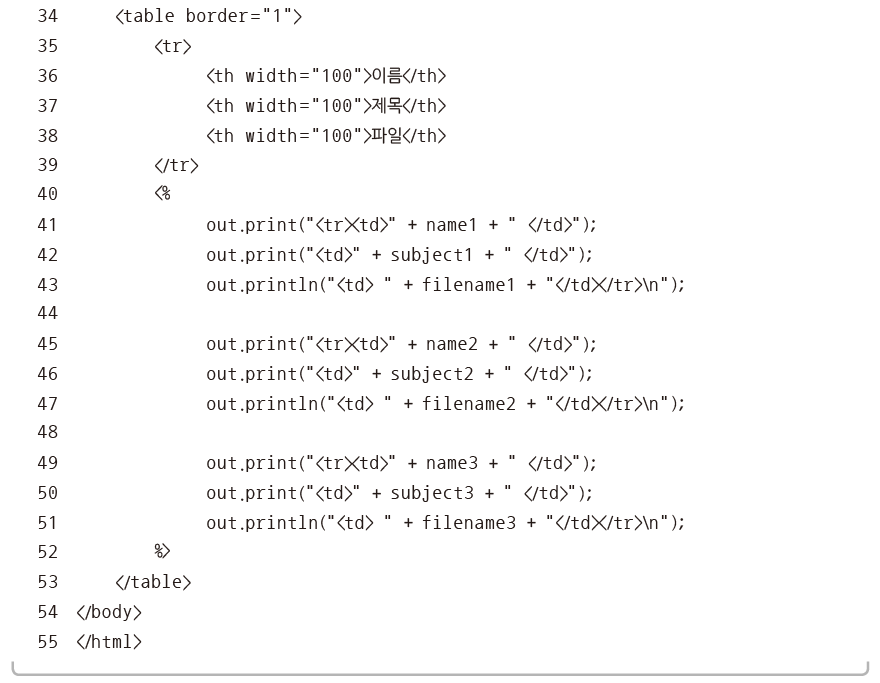 34 <table border="1">
35 <tr>
36 <th width="100">이름</th>
37 <th width="100">제목</th>
38 <th width="100">파일</th>
39 </tr>
40 <%
41 out.print("<tr><td>" + name1 + " </td>");
42 out.print("<td>" + subject1 + " </td>");
43 out.println("<td> " + filename1 + "</td></tr>\n");
44
45 out.print("<tr><td>" + name2 + " </td>");
46 out.print("<td>" + subject2 + " </td>");
47 out.println("<td> " + filename2 + "</td></tr>\n");
48
49 out.print("<tr><td>" + name3 + " </td>");
50 out.print("<td>" + subject3 + " </td>");
51 out.println("<td> " + filename3 + "</td></tr>\n");
52 %>
53 </table>
54 </body>
55 </html>